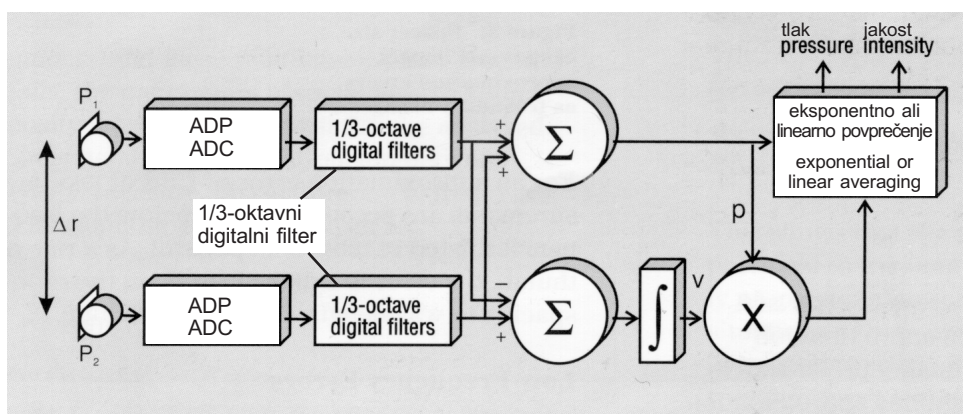 tlak jakost
pressure intensity
P₁
ADP
ADC
1/3-octave
digital filters
+
+
Σ
eksponentno ali
linearno povprečenje
exponential or
linear averaging
Δ r
1/3-oktavni
digitalni filter
p
P₂
ADP
ADC
1/3-octave
digital filters
−
+
Σ
∫
v
X